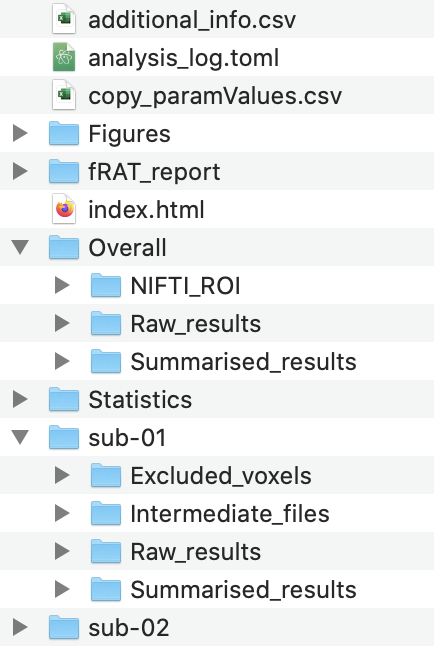 additional_info.csv
analysis_log.toml
copy_paramValues.csv
Figures
fRAT_report
index.html
Overall
NIFTI_ROI
Raw_results
Summarised_results
Statistics
sub-01
Excluded_voxels
Intermediate_files
Raw_results
Summarised_results
sub-02